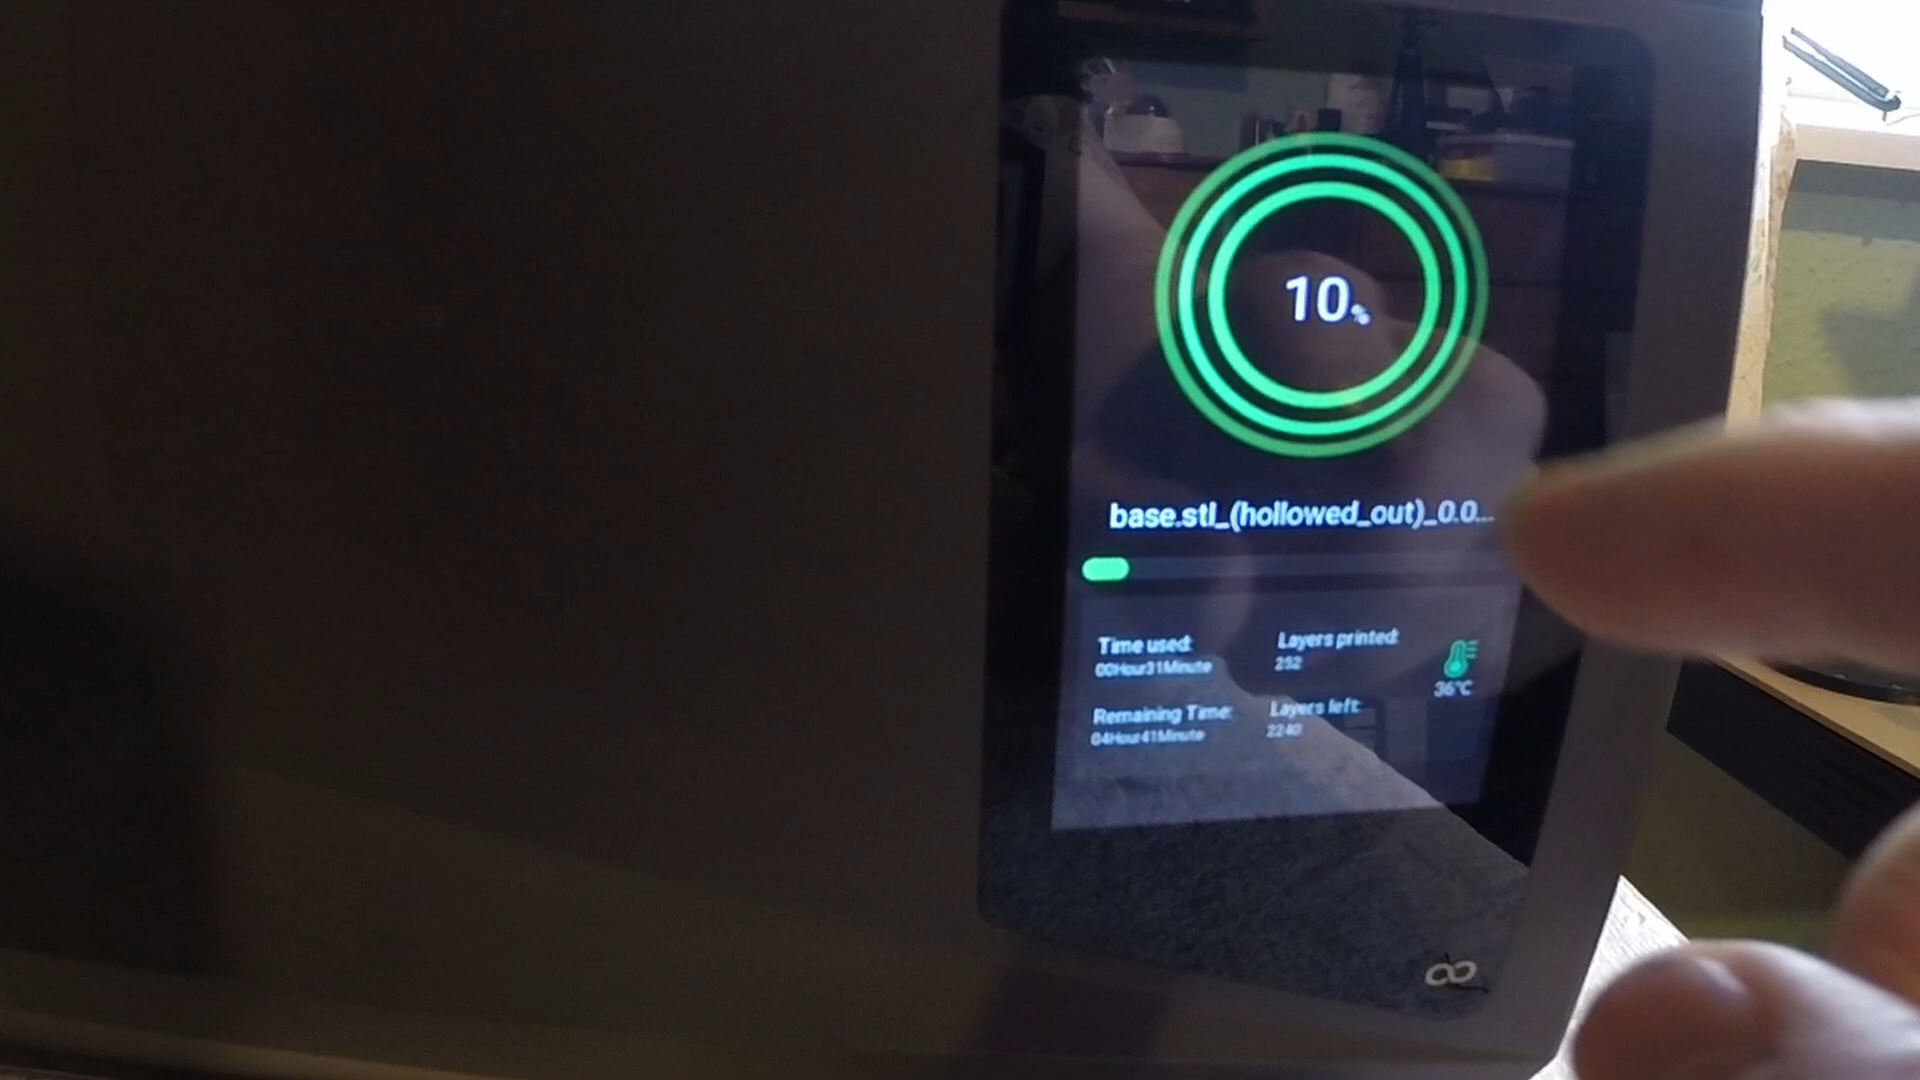 10%
base.stl_(hollowed_out)_0.0...
Time used:
00Hour31Minute
Layers printed:
252
36°C
Remaining Time:
04Hour41Minute
Layers left:
2240